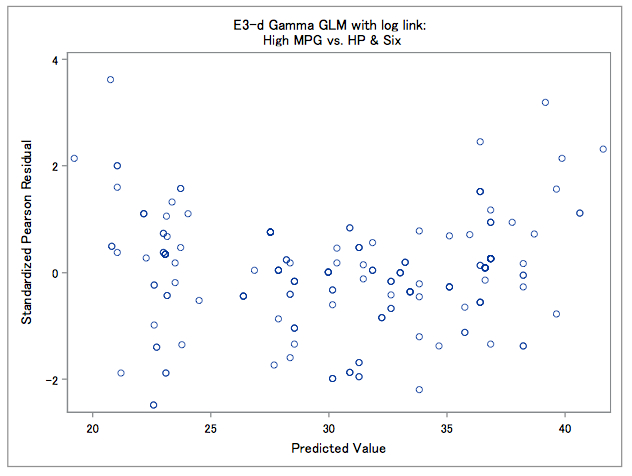 E3-d Gamma GLM with log link:
High MPG vs. HP & Six
4
2
0
-2
Standardized Pearson Residual
20 25 30 35 40
Predicted Value